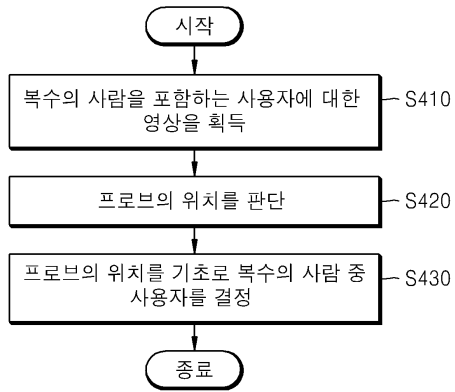 시작
복수의 사람을 포함하는 사용자에 대한
영상을 획득
S410
프로브의 위치를 판단
S420
프로브의 위치를 기초로 복수의 사람 중
사용자를 결정
S430
종료